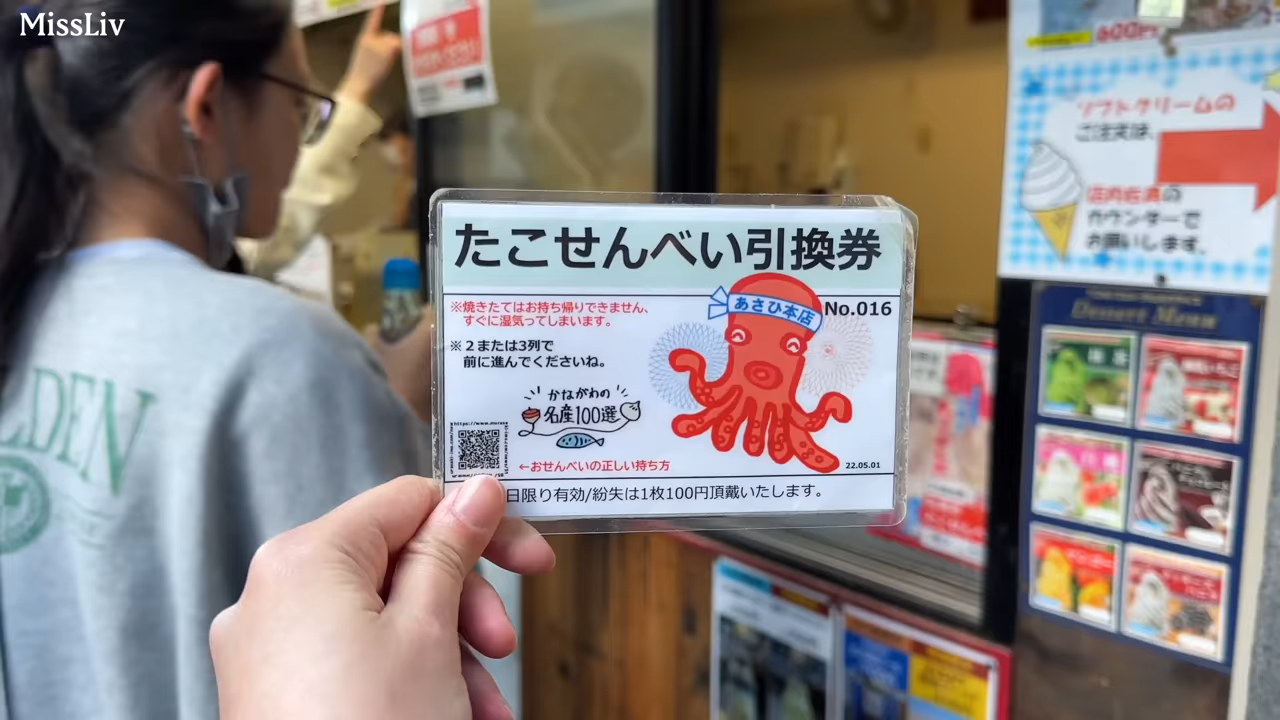 MissLiv
600円
ソフトクリームの
ご注文は、
店内右奥の
カウンターで
お願いします。
たこせんべい引換券
※焼きたてはお持ち帰りできません、
すぐに湿気ってしまいます。
あさひ本店
No.016
※２または3列で
前に進んでくださいね。
かながわの
名産100選
←おせんべいの正しい持ち方
22.05.01
日限り有効/紛失は1枚100円頂戴いたします。
Dessert Menu
LDEN